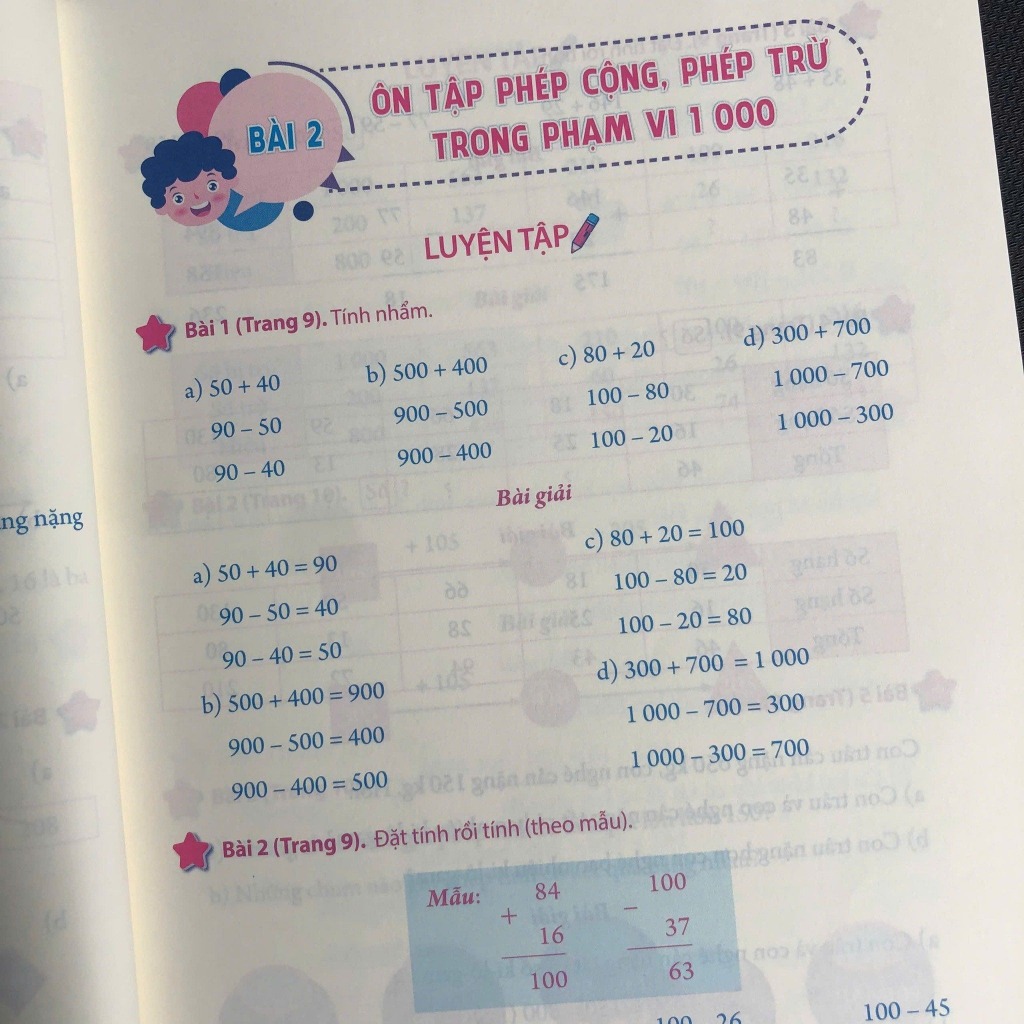 BÀI 2
ÔN TẬP PHÉP CỘNG, PHÉP TRỪ
TRONG PHẠM VI 1 000
LUYỆN TẬP
Bài 1 (Trang 9). Tính nhẩm.
a) 50 + 40
90 – 50
90 – 40
b) 500 + 400
900 – 500
900 – 400
c) 80 + 20
100 – 80
100 – 20
d) 300 + 700
1 000 – 700
1 000 – 300
Bài giải
a) 50 + 40 = 90
90 – 50 = 40
90 – 40 = 50
b) 500 + 400 = 900
900 – 500 = 400
900 – 400 = 500
c) 80 + 20 = 100
100 – 80 = 20
100 – 20 = 80
d) 300 + 700 = 1 000
1 000 – 700 = 300
1 000 – 300 = 700
Bài 2 (Trang 9). Đặt tính rồi tính (theo mẫu).
Mẫu:
84
+
16
100
100
–
37
63
100 – 26
100 – 45
nặng